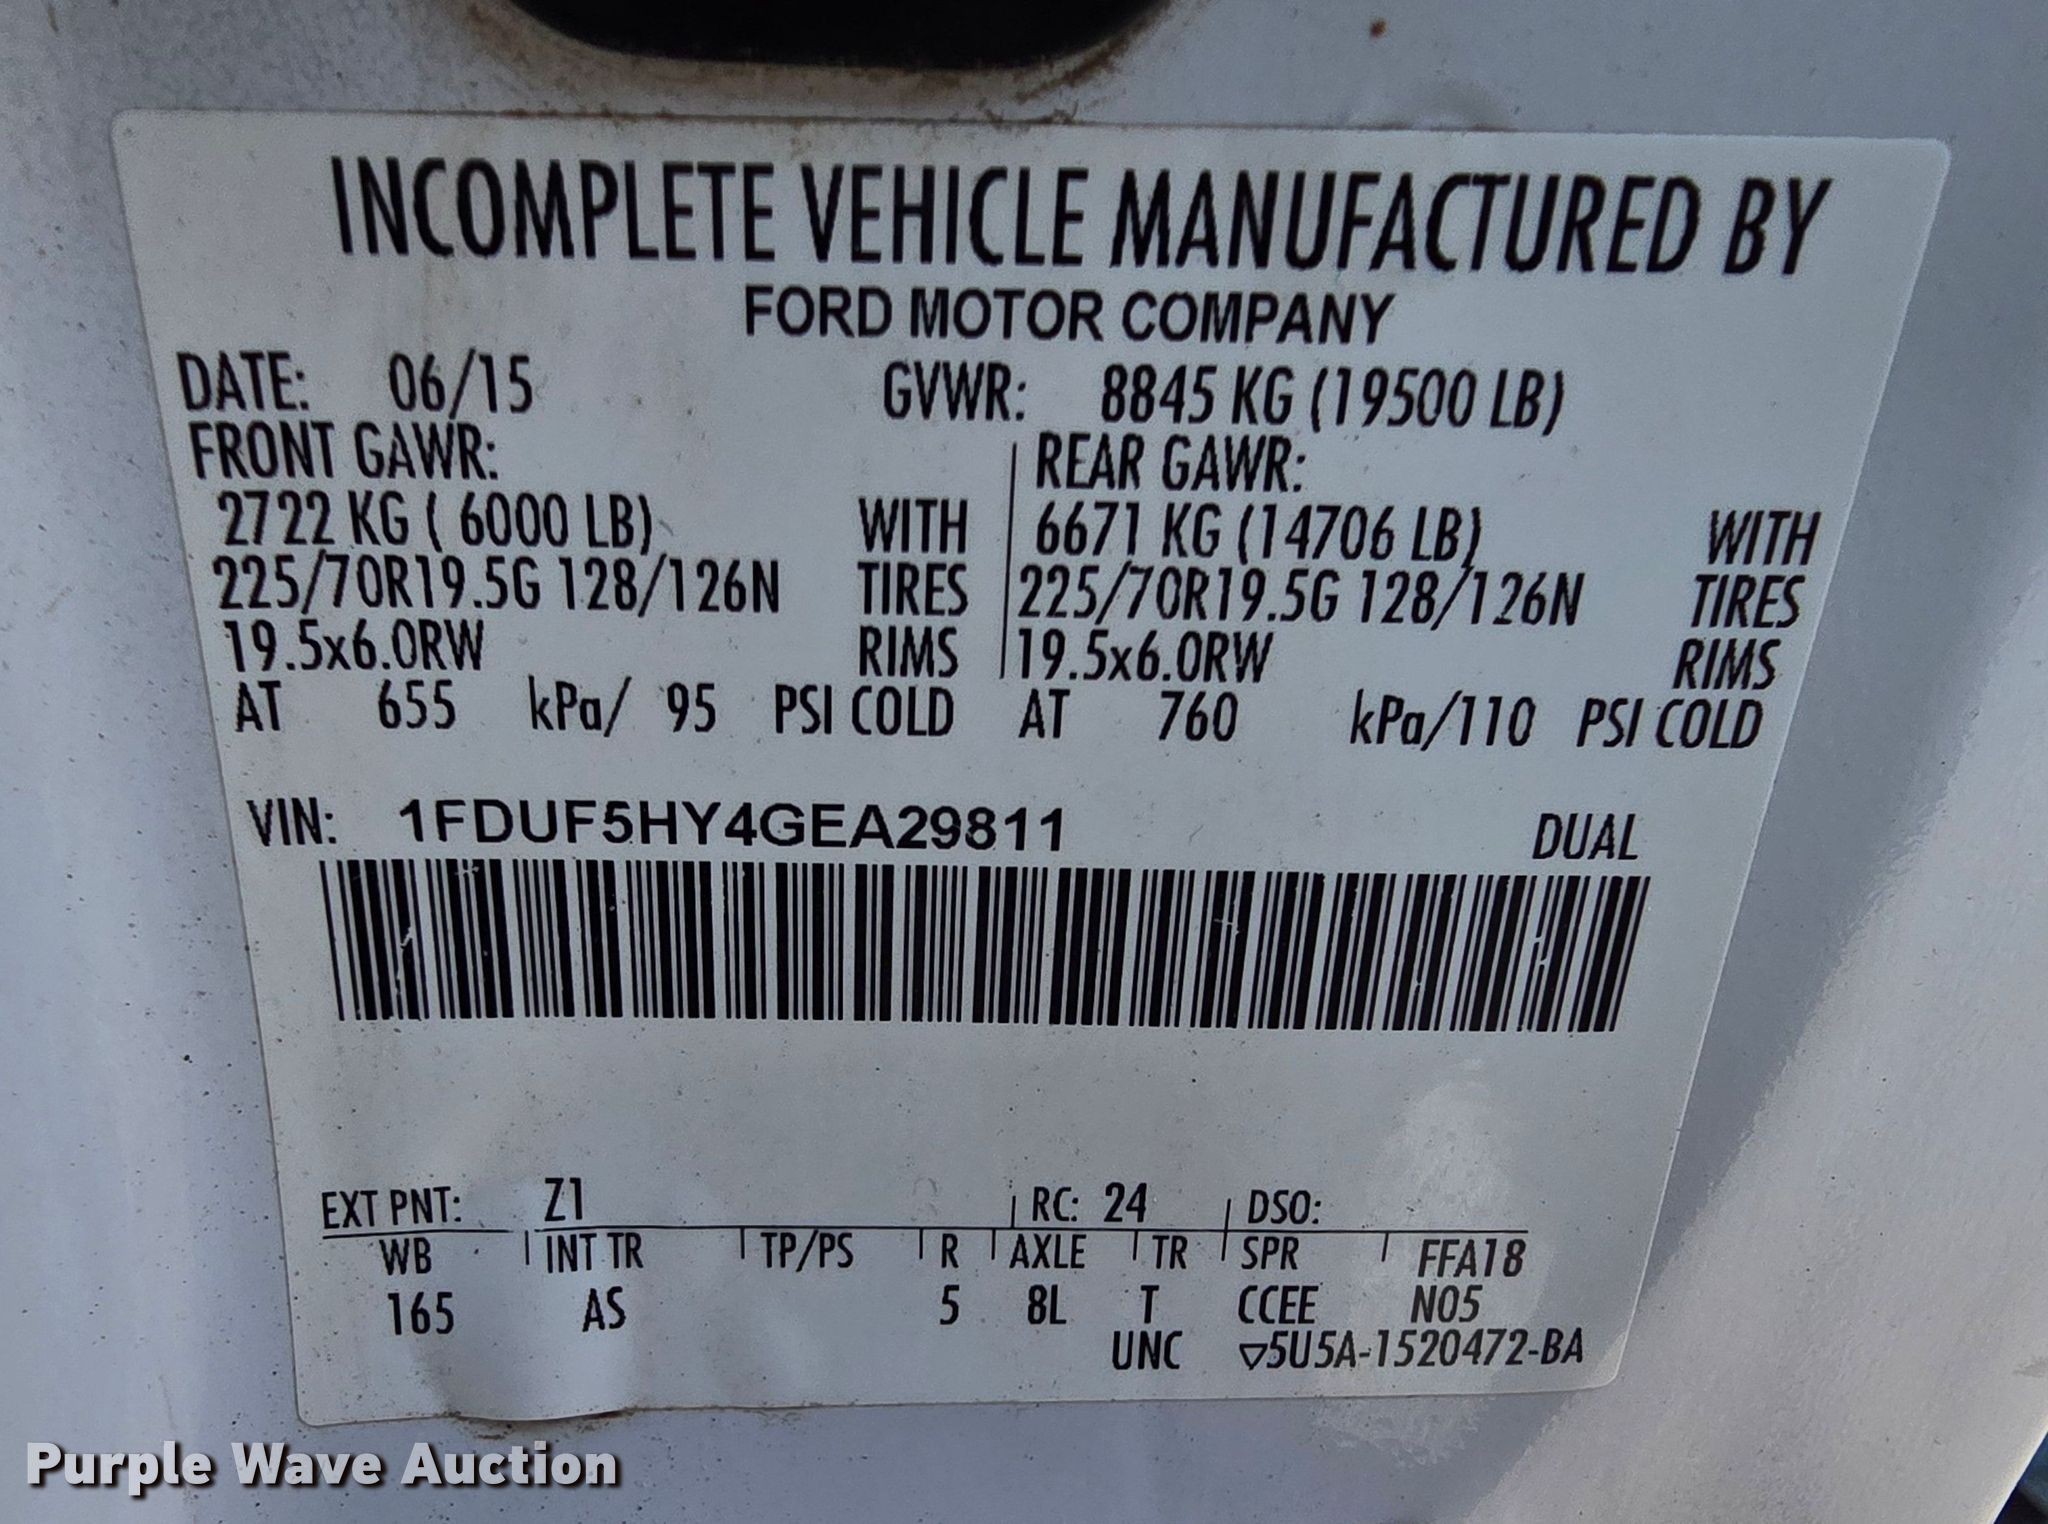 INCOMPLETE VEHICLE MANUFACTURED BY
FORD MOTOR COMPANY
DATE: 06/15 GVWR: 8845 KG (19500 LB)
FRONT GAWR: REAR GAWR:
2722 KG ( 6000 LB) WITH 6671 KG (14706 LB) WITH
225/70R19.5G 128/126N TIRES 225/70R19.5G 128/126N TIRES
19.5x6.0RW RIMS 19.5x6.0RW RIMS
AT 655 kPa/ 95 PSI COLD AT 760 kPa/110 PSI COLD
VIN: 1FDUF5HY4GEA29811 DUAL
EXT PNT: Z1 RC: 24 DSO:
WB INT TR TP/PS R AXLE TR SPR FFA18
165 AS 5 8L T CCEE N05
UNC ▽5U5A-1520472-BA
Purple Wave Auction